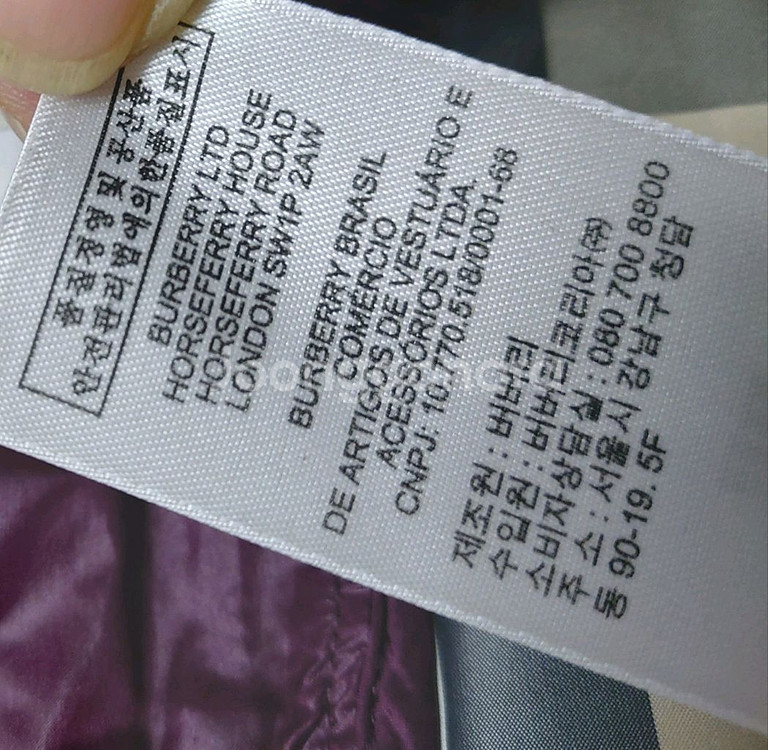 품질경영 및 공산품
안전관리법에의한품질표시
BURBERRY LTD
HORSEFERRY HOUSE
HORSEFERRY ROAD
LONDON SW1P 2AW
BURBERRY BRASIL
COMÉRCIO
DE ARTIGOS DE VESTUÁRIO E
ACESSÓRIOS LTDA.
CNPJ: 10.770.518/0001-68
제조원 : 버버리
수입원 : 버버리코리아(주)
소비자상담실 : 080 700 8800
주 소 : 서울시 강남구 청담
동 90-19. 5F